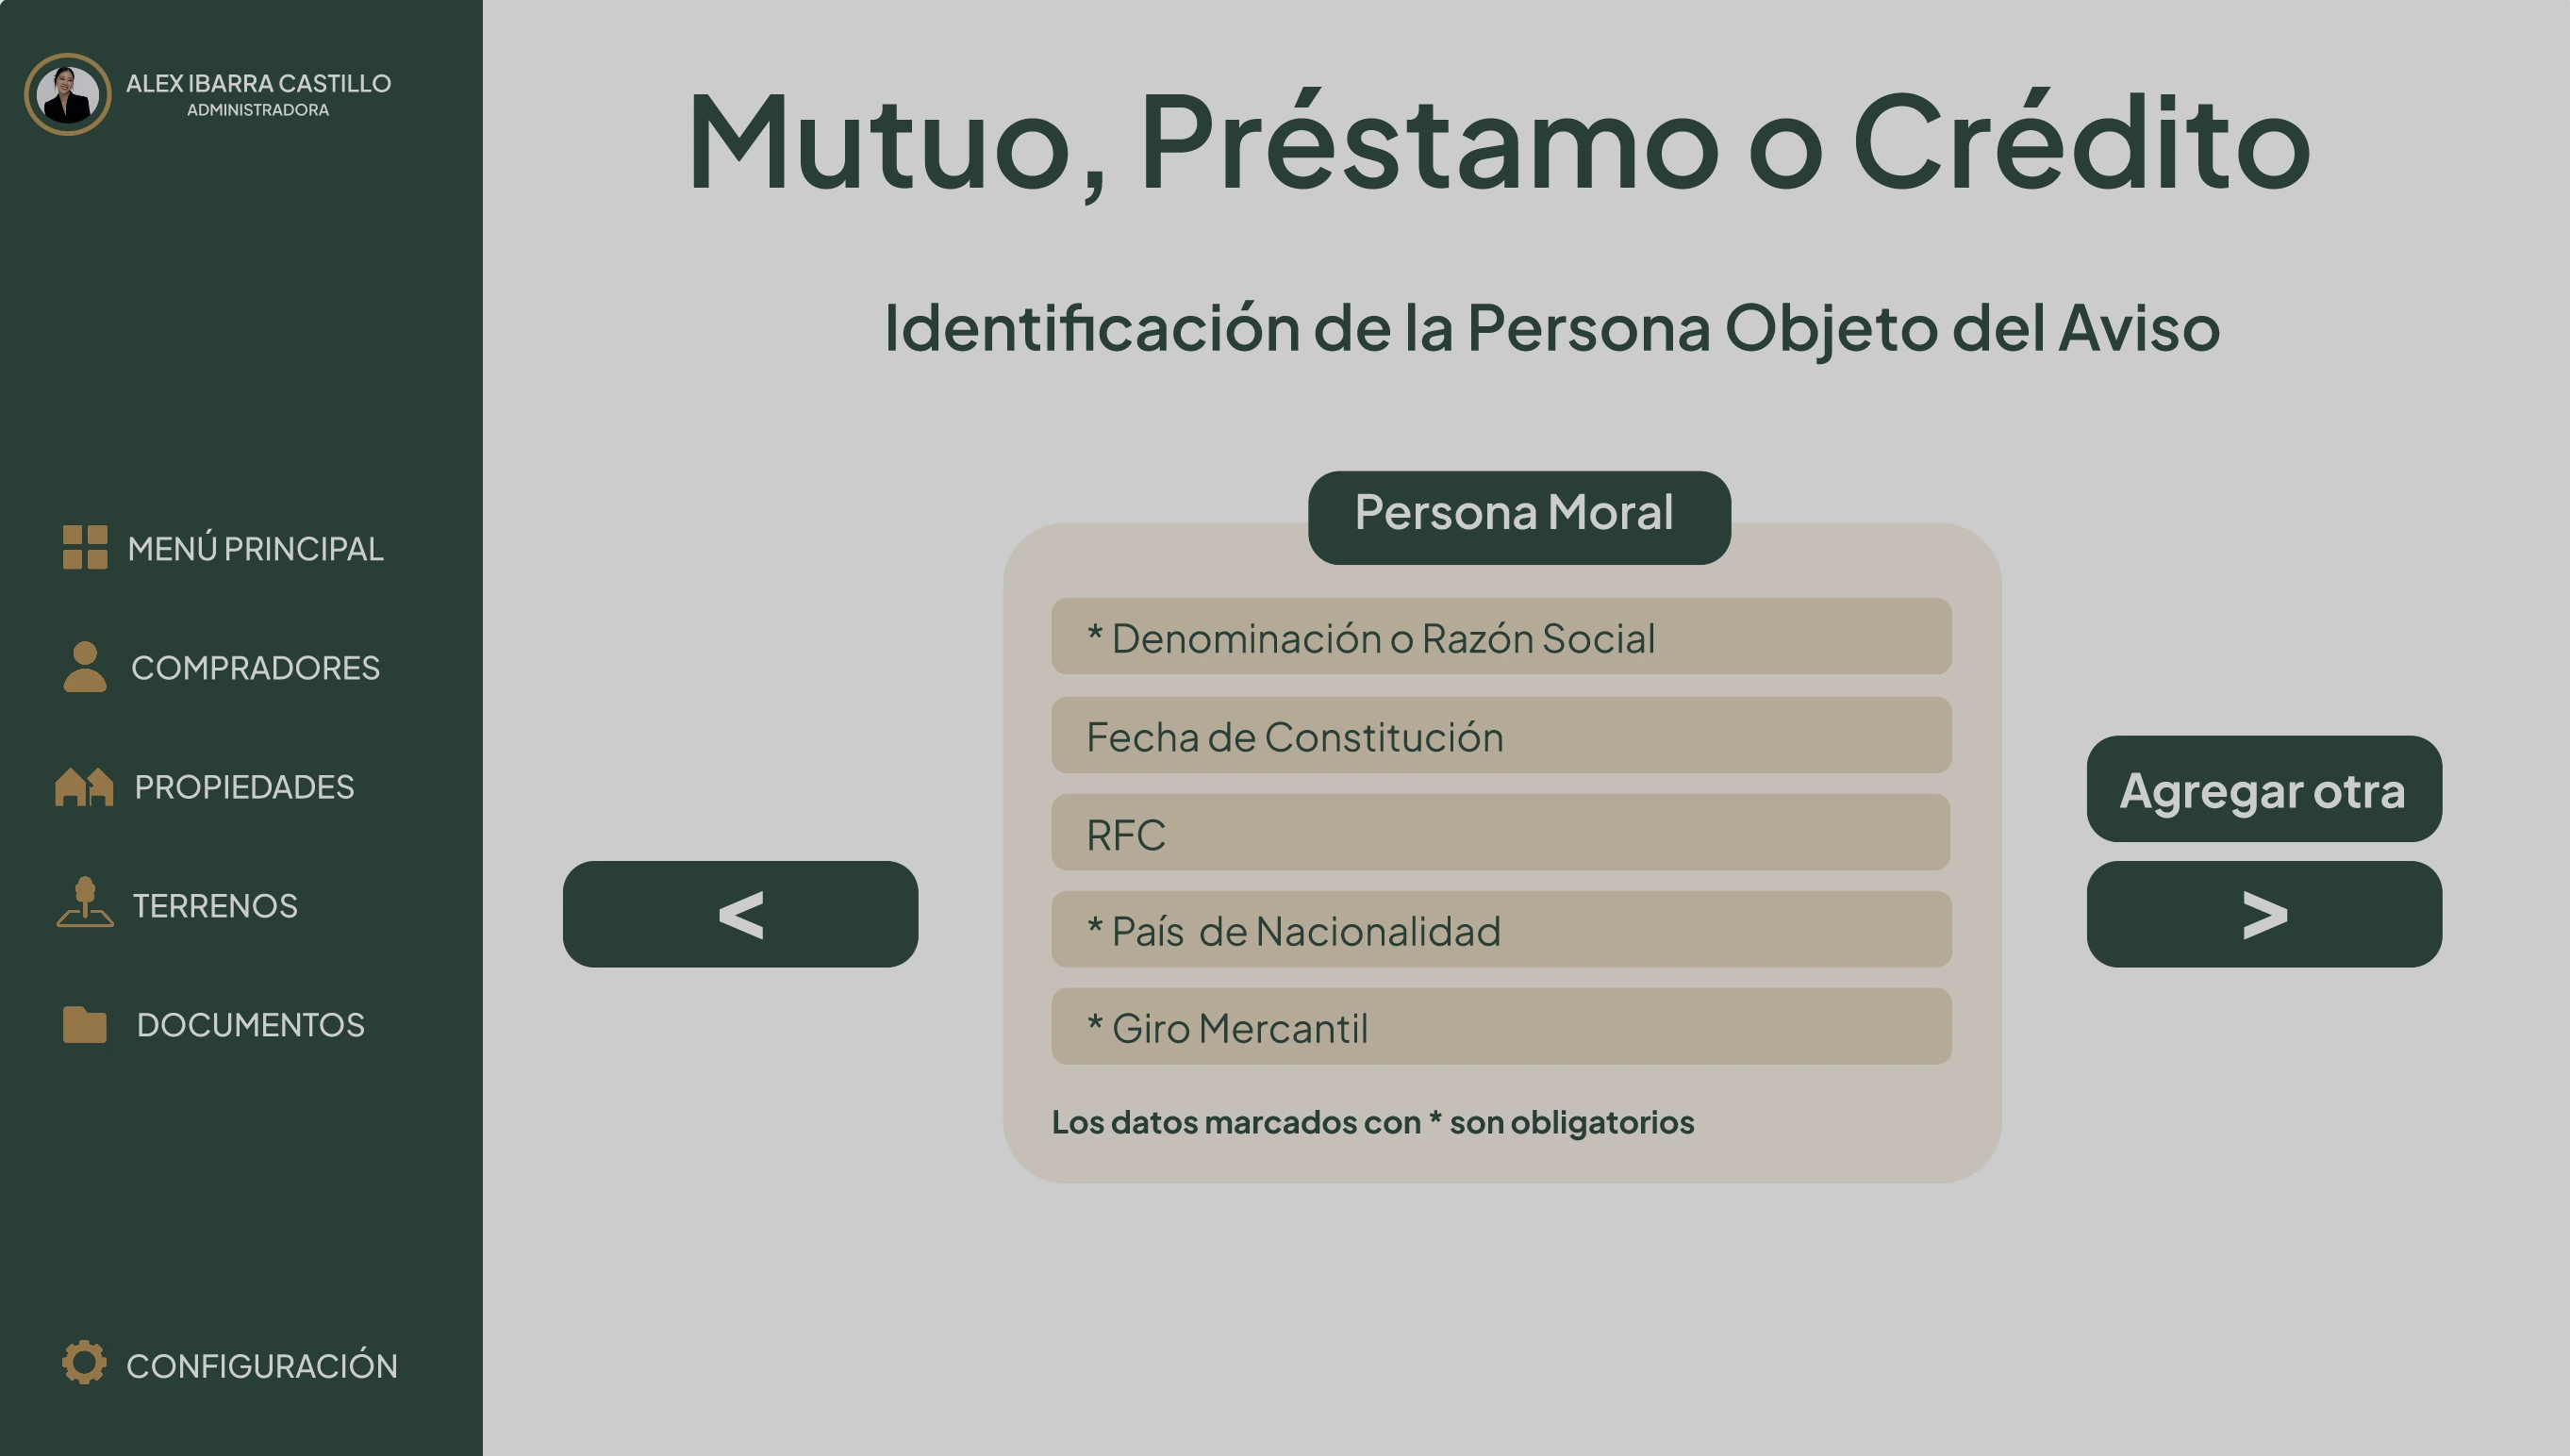 ALEX IBARRA CASTILLO
ADMINISTRADORA
MENÚ PRINCIPAL
COMPRADORES
PROPIEDADES
TERRENOS
DOCUMENTOS
CONFIGURACIÓN
Mutuo, Préstamo o Crédito
Identificación de la Persona Objeto del Aviso
Persona Moral
* Denominación o Razón Social
Fecha de Constitución
RFC
* País de Nacionalidad
* Giro Mercantil
Los datos marcados con * son obligatorios
<
Agregar otra
>